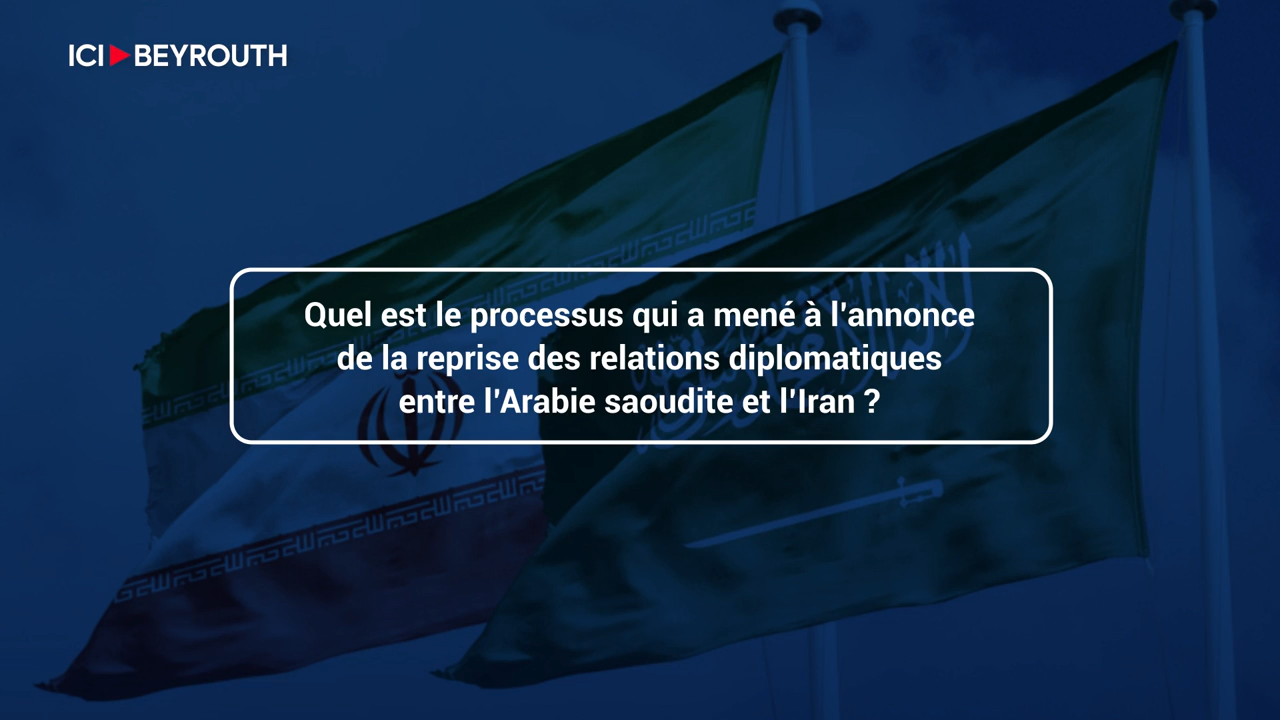 ICI BEYROUTH
Quel est le processus qui a mené à l'annonce
de la reprise des relations diplomatiques
entre l'Arabie saoudite et l'Iran ?